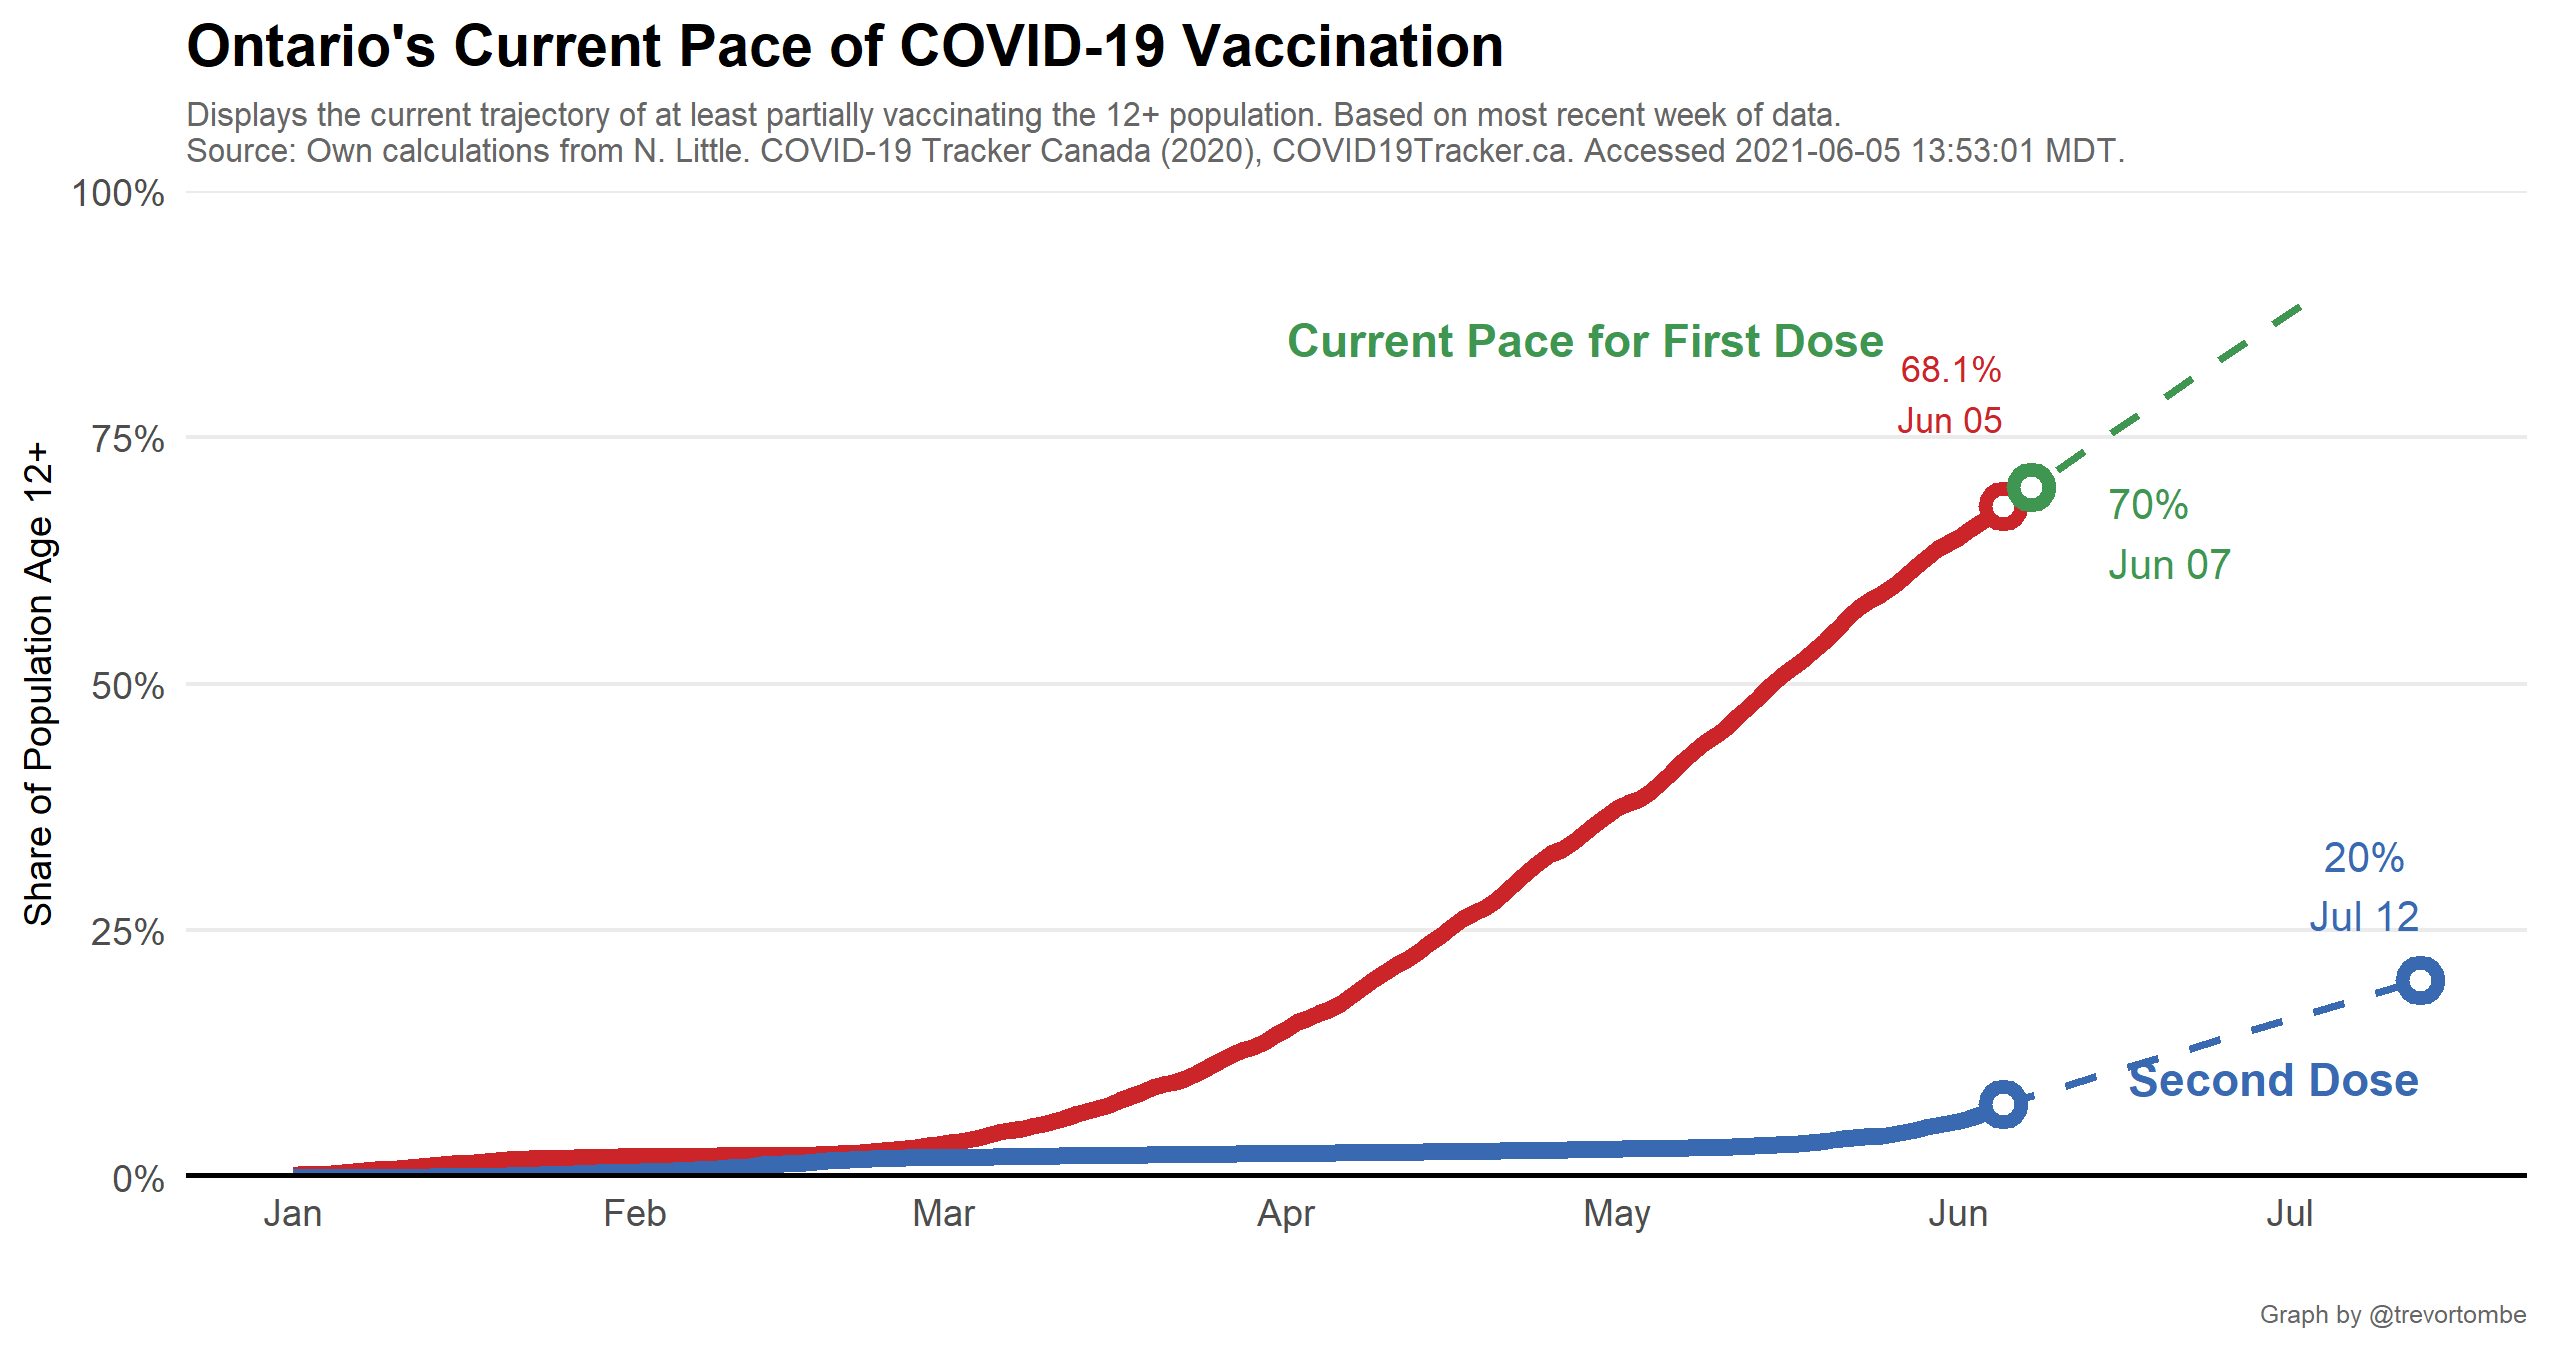 Ontario's Current Pace of COVID-19 Vaccination
Displays the current trajectory of at least partially vaccinating the 12+ population. Based on most recent week of data.
Source: Own calculations from N. Little. COVID-19 Tracker Canada (2020), COVID19Tracker.ca. Accessed 2021-06-05 13:53:01 MDT.
Share of Population Age 12+
100%
75%
50%
25%
0%
Current Pace for First Dose
68.1%
Jun 05
70%
Jun 07
20%
Jul 12
Second Dose
Jan
Feb
Mar
Apr
May
Jun
Jul
Graph by @trevortombe